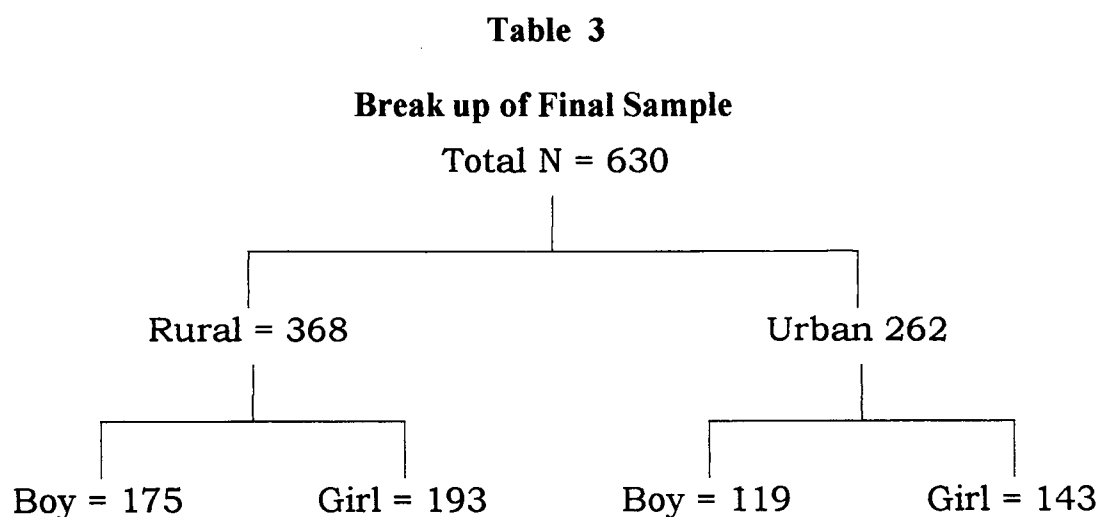 Table 3
Break up of Final Sample
Total N = 630
Rural = 368 Urban 262
Boy = 175 Girl = 193 Boy = 119 Girl = 143